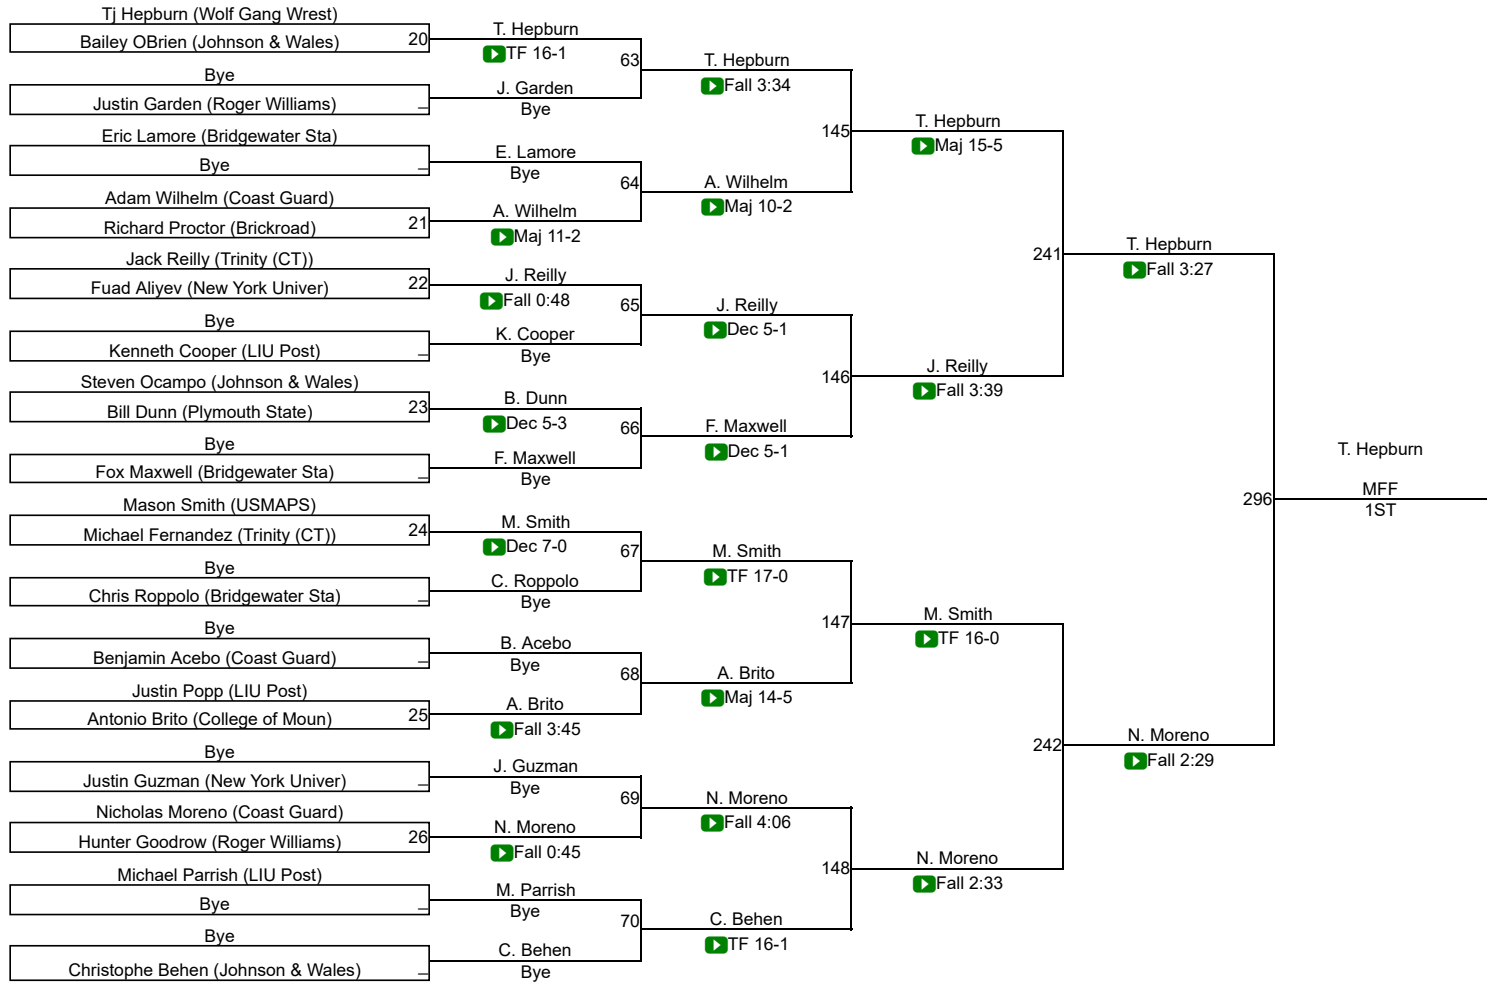 Tj Hepburn (Wolf Gang Wrest)
Bailey OBrien (Johnson & Wales) 20
Bye
Justin Garden (Roger Williams) _
Eric Lamore (Bridgewater Sta)
Bye _
Adam Wilhelm (Coast Guard)
Richard Proctor (Brickroad) 21
Jack Reilly (Trinity (CT))
Fuad Aliyev (New York Univer) 22
Bye
Kenneth Cooper (LIU Post) _
Steven Ocampo (Johnson & Wales)
Bill Dunn (Plymouth State) 23
Bye
Fox Maxwell (Bridgewater Sta) _
Mason Smith (USMAPS)
Michael Fernandez (Trinity (CT)) 24
Bye
Chris Roppolo (Bridgewater Sta) _
Bye
Benjamin Acebo (Coast Guard) _
Justin Popp (LIU Post)
Antonio Brito (College of Moun) 25
Bye
Justin Guzman (New York Univer) _
Nicholas Moreno (Coast Guard)
Hunter Goodrow (Roger Williams) 26
Michael Parrish (LIU Post)
Bye _
Bye
Christophe Behen (Johnson & Wales) _
T. Hepburn
TF 16-1
63
J. Garden
Bye
E. Lamore
Bye
64
A. Wilhelm
Maj 11-2
J. Reilly
Fall 0:48
65
K. Cooper
Bye
B. Dunn
Dec 5-3
66
F. Maxwell
Bye
M. Smith
Dec 7-0
67
C. Roppolo
Bye
B. Acebo
Bye
68
A. Brito
Fall 3:45
J. Guzman
Bye
69
N. Moreno
Fall 0:45
M. Parrish
Bye
70
C. Behen
Bye
T. Hepburn
Fall 3:34
145
A. Wilhelm
Maj 10-2
J. Reilly
Dec 5-1
146
F. Maxwell
Dec 5-1
M. Smith
TF 17-0
147
A. Brito
Maj 14-5
N. Moreno
Fall 4:06
148
C. Behen
TF 16-1
T. Hepburn
Maj 15-5
241
J. Reilly
Fall 3:39
M. Smith
TF 16-0
242
N. Moreno
Fall 2:33
T. Hepburn
Fall 3:27
296
N. Moreno
Fall 2:29
T. Hepburn
MFF
1ST